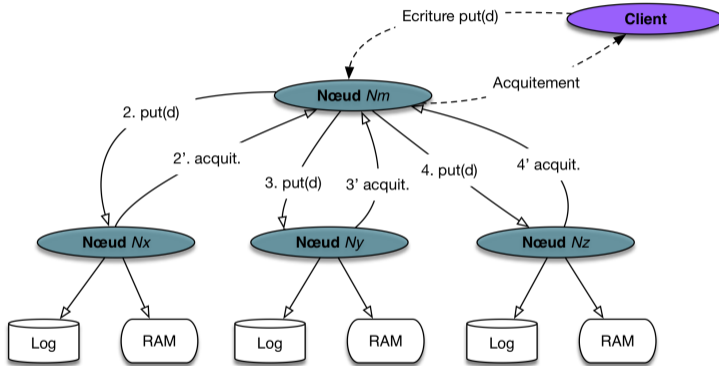 Ecriture put(d)
Client
Acquitement
Nœud Nm
2. put(d)
2'. acquit.
3. put(d)
3' acquit.
4. put(d)
4' acquit.
Nœud Nx
Nœud Ny
Nœud Nz
Log
RAM
Log
RAM
Log
RAM